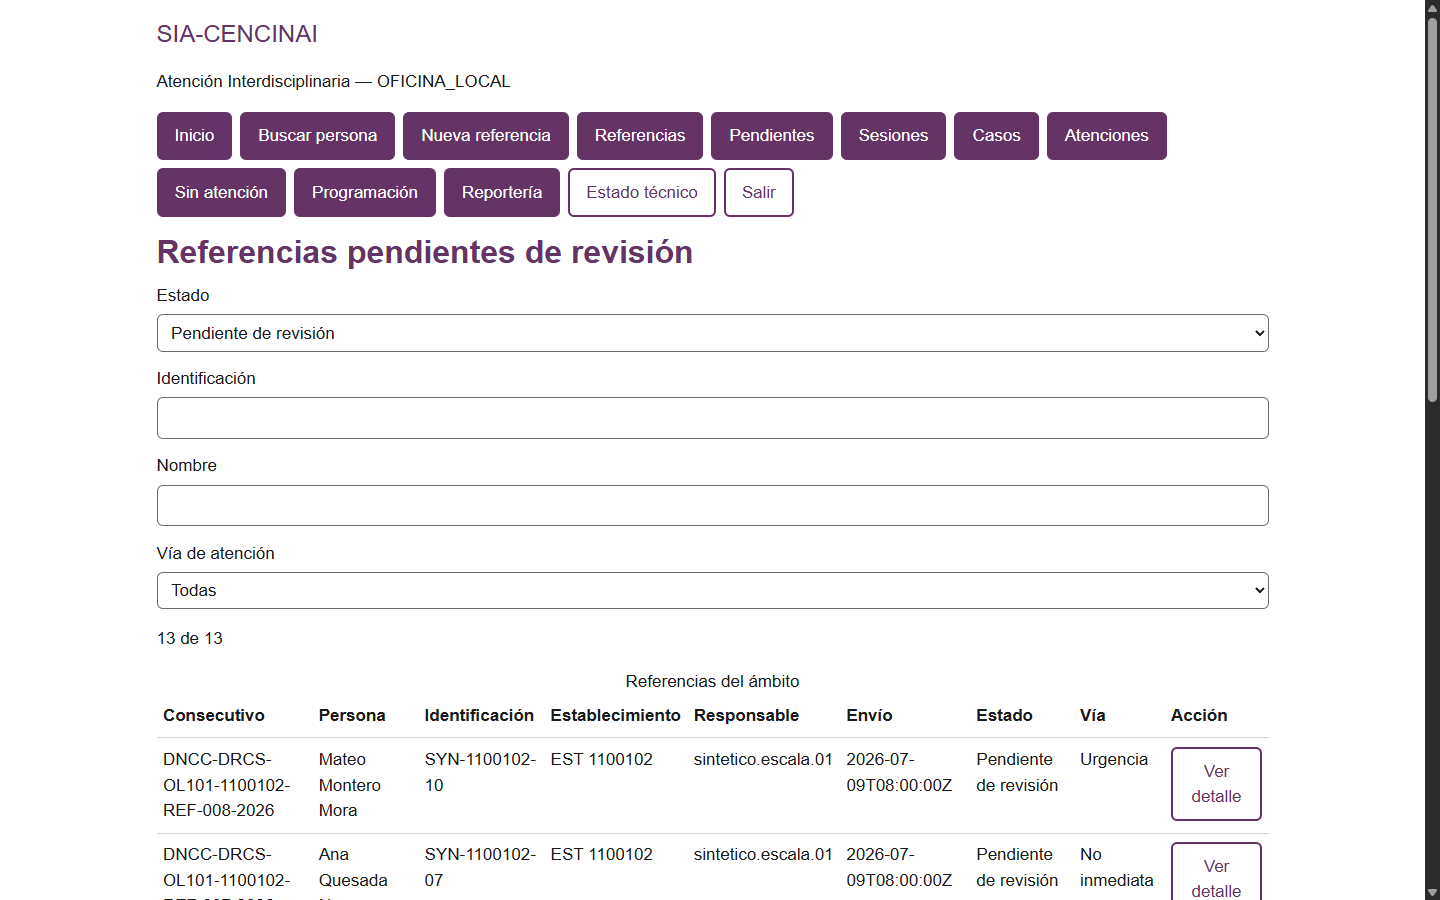 SIA-CENCINAI
Atención Interdisciplinaria — OFICINA_LOCAL
Inicio
Buscar persona
Nueva referencia
Referencias
Pendientes
Sesiones
Casos
Atenciones
Sin atención
Programación
Reportería
Estado técnico
Salir
Referencias pendientes de revisión
Estado
Pendiente de revisión
Identificación
Nombre
Vía de atención
Todas
13 de 13
Referencias del ámbito
Consecutivo Persona Identificación Establecimiento Responsable Envío Estado Vía Acción
DNCC-DRCS- Mateo SYN-1100102- EST 1100102 sintetico.escala.01 2026-07- Pendiente Urgencia Ver
OL101-1100102- Montero 10 09T08:00:00Z de revisión detalle
REF-008-2026 Mora
DNCC-DRCS- Ana SYN-1100102- EST 1100102 sintetico.escala.01 2026-07- Pendiente No Ver
OL101-1100102- Quesada 07 09T08:00:00Z de revisión inmediata detalle